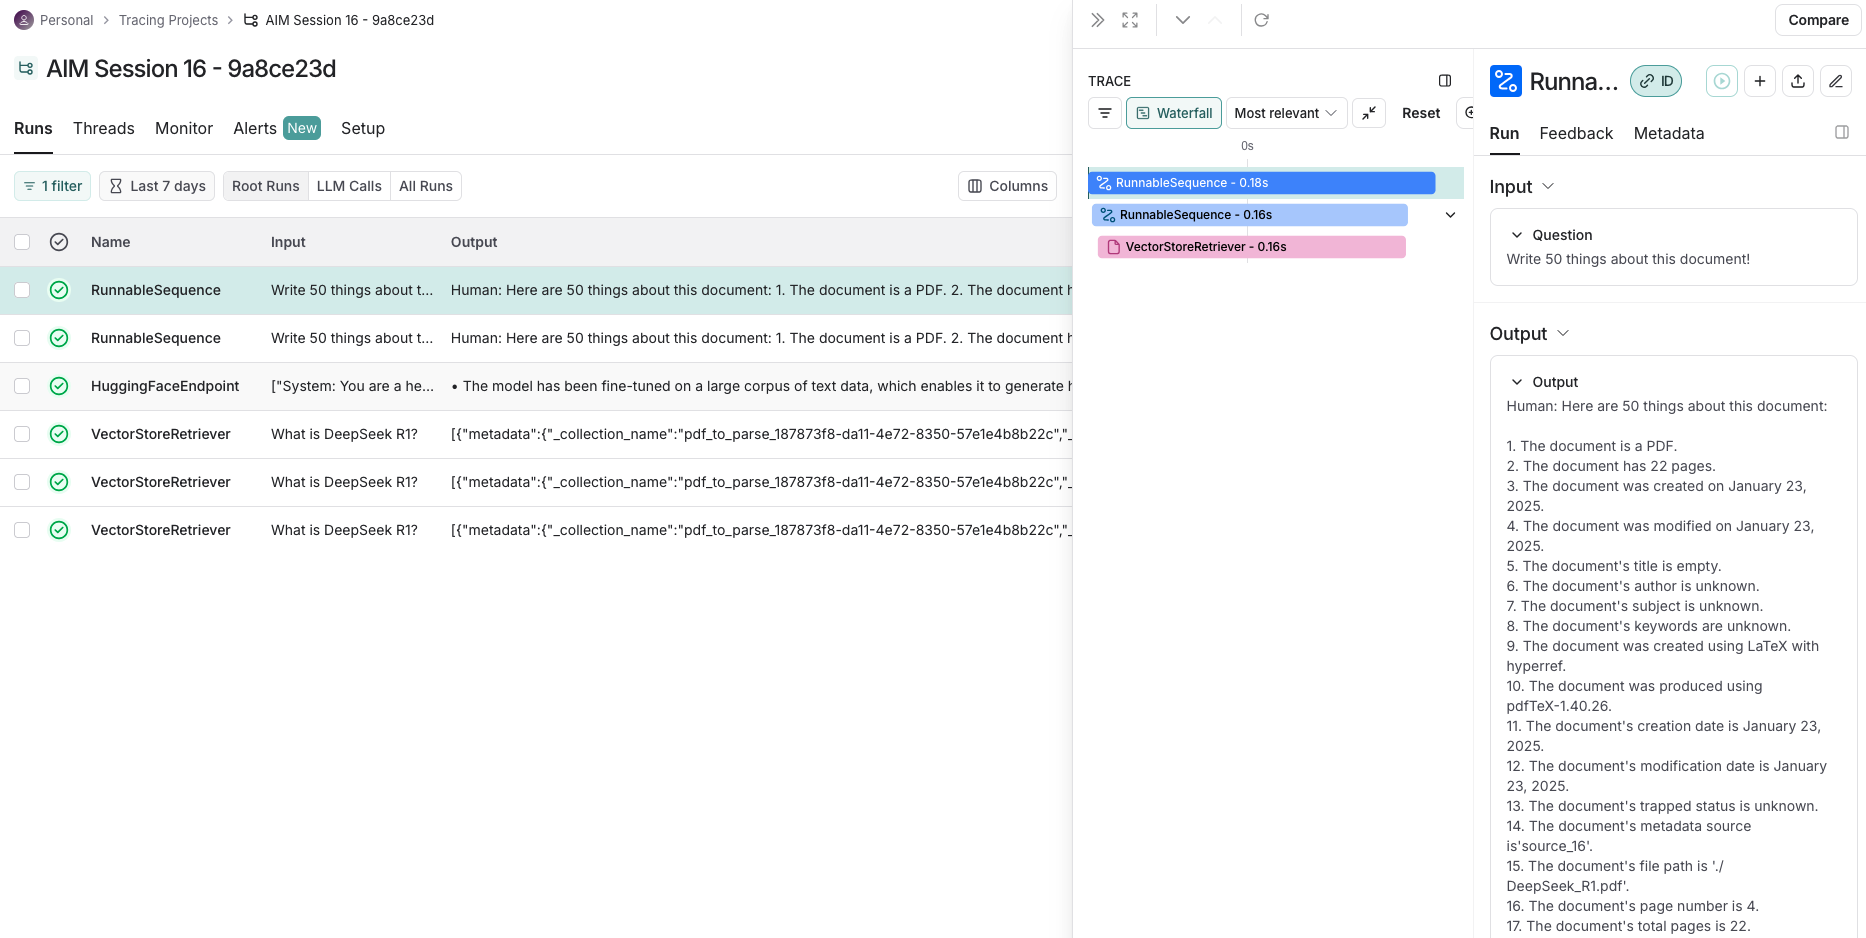 Personal > Tracing Projects > AIM Session 16 - 9a8ce23d
AIM Session 16 - 9a8ce23d
Runs Threads Monitor Alerts New Setup
1 filter Last 7 days Root Runs LLM Calls All Runs Columns
Name Input Output
RunnableSequence Write 50 things about t... Human: Here are 50 things about this document: 1. The document is a PDF. 2. The document h
RunnableSequence Write 50 things about t... Human: Here are 50 things about this document: 1. The document is a PDF. 2. The document h
HuggingFaceEndpoint ["System: You are a he... • The model has been fine-tuned on a large corpus of text data, which enables it to generate h
VectorStoreRetriever What is DeepSeek R1? [{"metadata":{"_collection_name":"pdf_to_parse_187873f8-da11-4e72-8350-57e1e4b8b22c","_
VectorStoreRetriever What is DeepSeek R1? [{"metadata":{"_collection_name":"pdf_to_parse_187873f8-da11-4e72-8350-57e1e4b8b22c","_
VectorStoreRetriever What is DeepSeek R1? [{"metadata":{"_collection_name":"pdf_to_parse_187873f8-da11-4e72-8350-57e1e4b8b22c","_
Compare
TRACE
Waterfall Most relevant Reset
0s
RunnableSequence - 0.18s
RunnableSequence - 0.16s
VectorStoreRetriever - 0.16s
Runna... ID
Run Feedback Metadata
Input
Question
Write 50 things about this document!
Output
Output
Human: Here are 50 things about this document:
1. The document is a PDF.
2. The document has 22 pages.
3. The document was created on January 23,
2025.
4. The document was modified on January 23,
2025.
5. The document's title is empty.
6. The document's author is unknown.
7. The document's subject is unknown.
8. The document's keywords are unknown.
9. The document was created using LaTeX with
hyperref.
10. The document was produced using
pdfTeX-1.40.26.
11. The document's creation date is January 23,
2025.
12. The document's modification date is January
23, 2025.
13. The document's trapped status is unknown.
14. The document's metadata source
is'source_16'.
15. The document's file path is './
DeepSeek_R1.pdf'.
16. The document's page number is 4.
17. The document's total pages is 22.